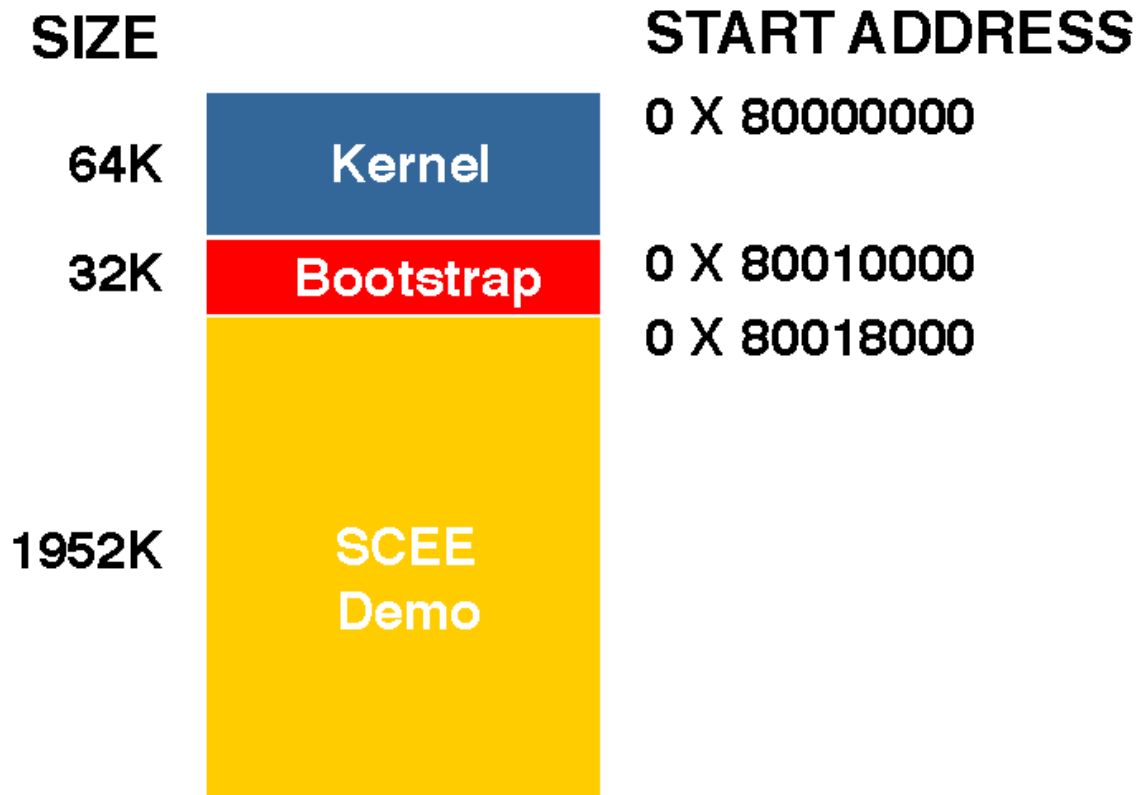 SIZE START ADDRESS
0 X 80000000
64K Kernel
32K Bootstrap 0 X 80010000
0 X 80018000
1952K SCEE
Demo